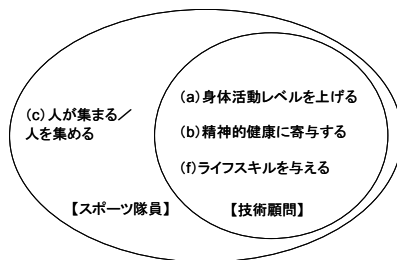 (c) 人が集まる／
人を集める
(a)身体活動レベルを上げる
(b)精神的健康に寄与する
(f)ライフスキルを与える
【スポーツ隊員】
【技術顧問】